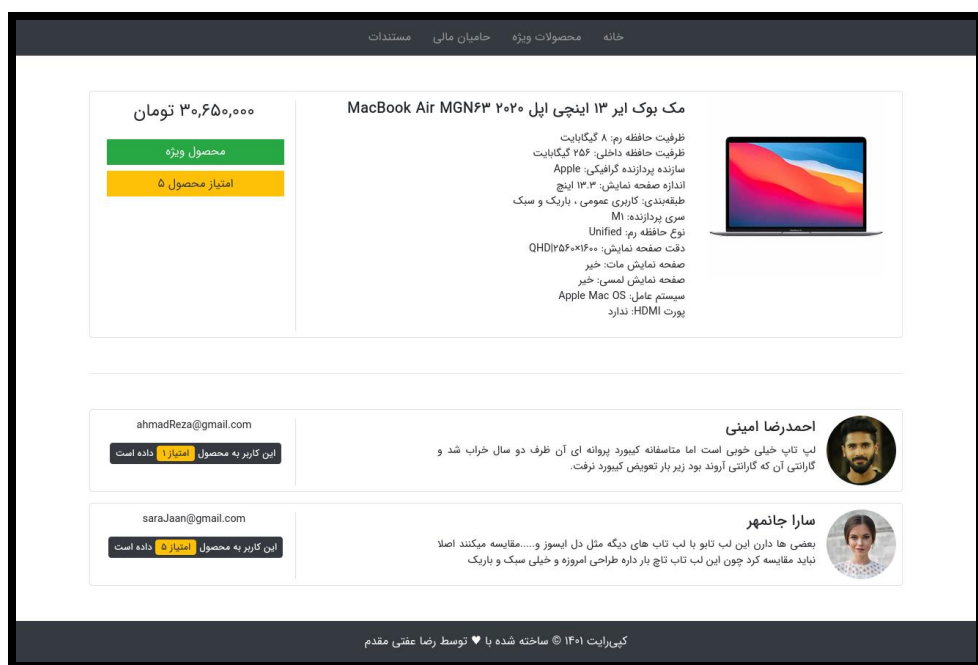 خانه محصولات ویژه حامیان مالی مستندات
مک بوک ایر ۱۳ اینچی اپل MacBook Air MGN۶۳ ۲۰۲۰
ظرفیت حافظه رم: ۸ گیگابایت
ظرفیت حافظه داخلی: ۲۵۶ گیگابایت
سازنده پردازنده گرافیکی: Apple
اندازه صفحه نمایش: ۱۳.۳ اینچ
طبقه‌بندی: کاربری عمومی ، باریک و سبک
سری پردازنده: M۱
نوع حافظه رم: Unified
دقت صفحه نمایش: QHD|۲۵۶۰×۱۶۰۰
صفحه نمایش مات: خیر
صفحه نمایش لمسی: خیر
سیستم عامل: Apple Mac OS
پورت HDMI: ندارد
۳۰,۶۵۰,۰۰۰ تومان
محصول ویژه
امتیاز محصول ۵
احمدرضا امینی
لپ تاپ خیلی خوبی است اما متاسفانه کیبورد پروانه ای آن ظرف دو سال خراب شد و
گارانتی آن که گارانتی آروند بود زیر بار تعویض کیبورد نرفت.
ahmadReza@gmail.com
این کاربر به محصول امتیاز ۱ داده است
سارا جانمهر
بعضی ها دارن این لب تابو با لب تاب های دیگه مثل دل ایسوز و.....مقایسه میکنند اصلا
نباید مقایسه کرد چون این لب تاب تاچ بار داره طراحی امروزه و خیلی سبک و باریک
saraJaan@gmail.com
این کاربر به محصول امتیاز ۵ داده است
کپی‌رایت ۱۴۰۱ © ساخته شده با ♥ توسط رضا عفتی مقدم